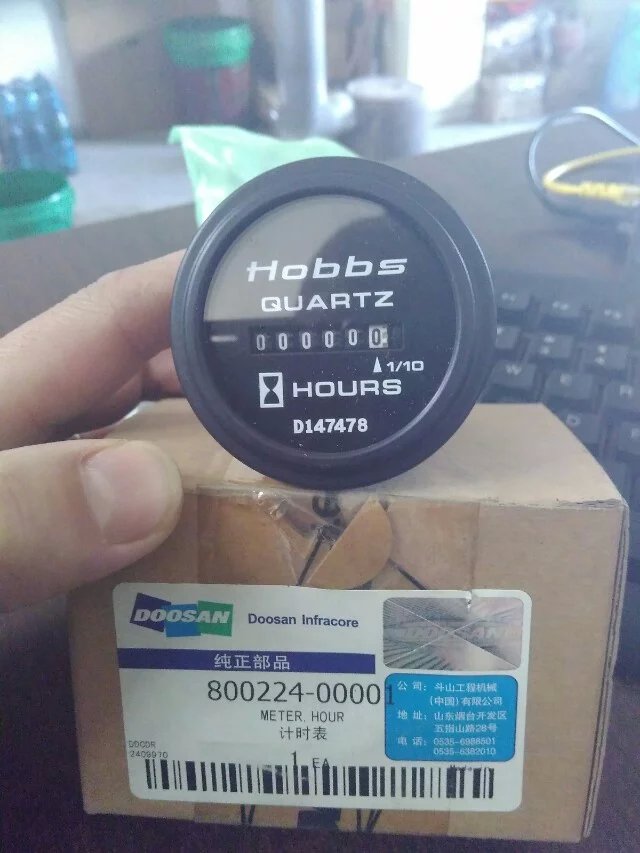 Hobbs
QUARTZ
000000
1/10
HOURS
D147478
DOOSAN
Doosan Infracore
纯正部品
800224-00001
METER, HOUR
计时表
1 EA
公司: 斗山工程机械
(中国)有限公司
地址: 山东烟台开发区
五指山路28号
电话: 0535-6988501
0535-6382010